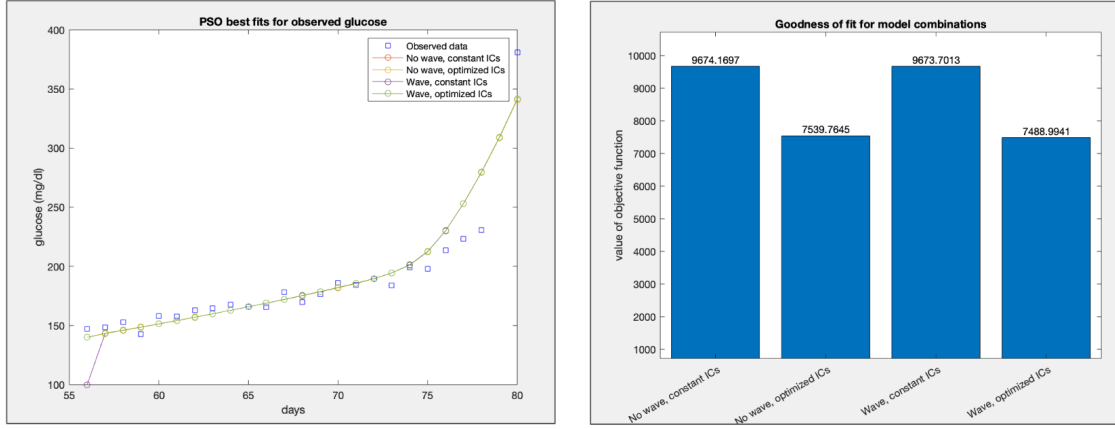 PSO best fits for observed glucose
400
350
300
250
200
150
100
glucose (mg/dl)
55
60
65
70
75
80
days
Observed data
No wave, constant ICs
No wave, optimized ICs
Wave, constant ICs
Wave, optimized ICs
Goodness of fit for model combinations
10000
9000
8000
7000
6000
5000
4000
3000
2000
1000
value of objective function
9674.1697
7539.7645
9673.7013
7488.9941
No wave, constant ICs
No wave, optimized ICs
Wave, constant ICs
Wave, optimized ICs